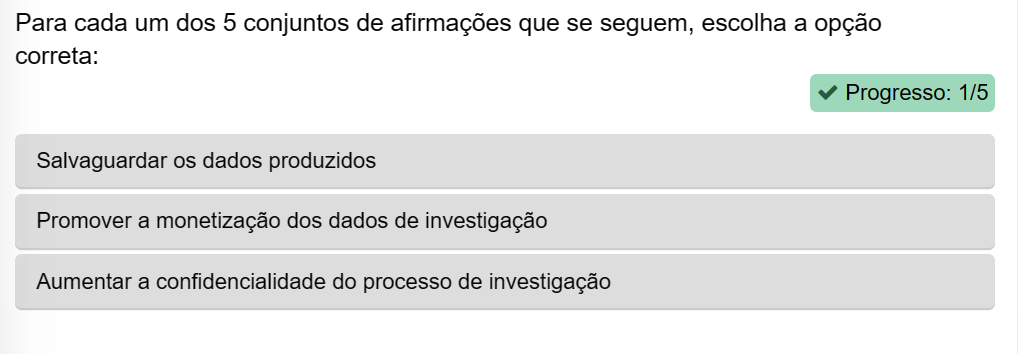 Para cada um dos 5 conjuntos de afirmações que se seguem, escolha a opção
correta:
Progresso: 1/5
Salvaguardar os dados produzidos
Promover a monetização dos dados de investigação
Aumentar a confidencialidade do processo de investigação